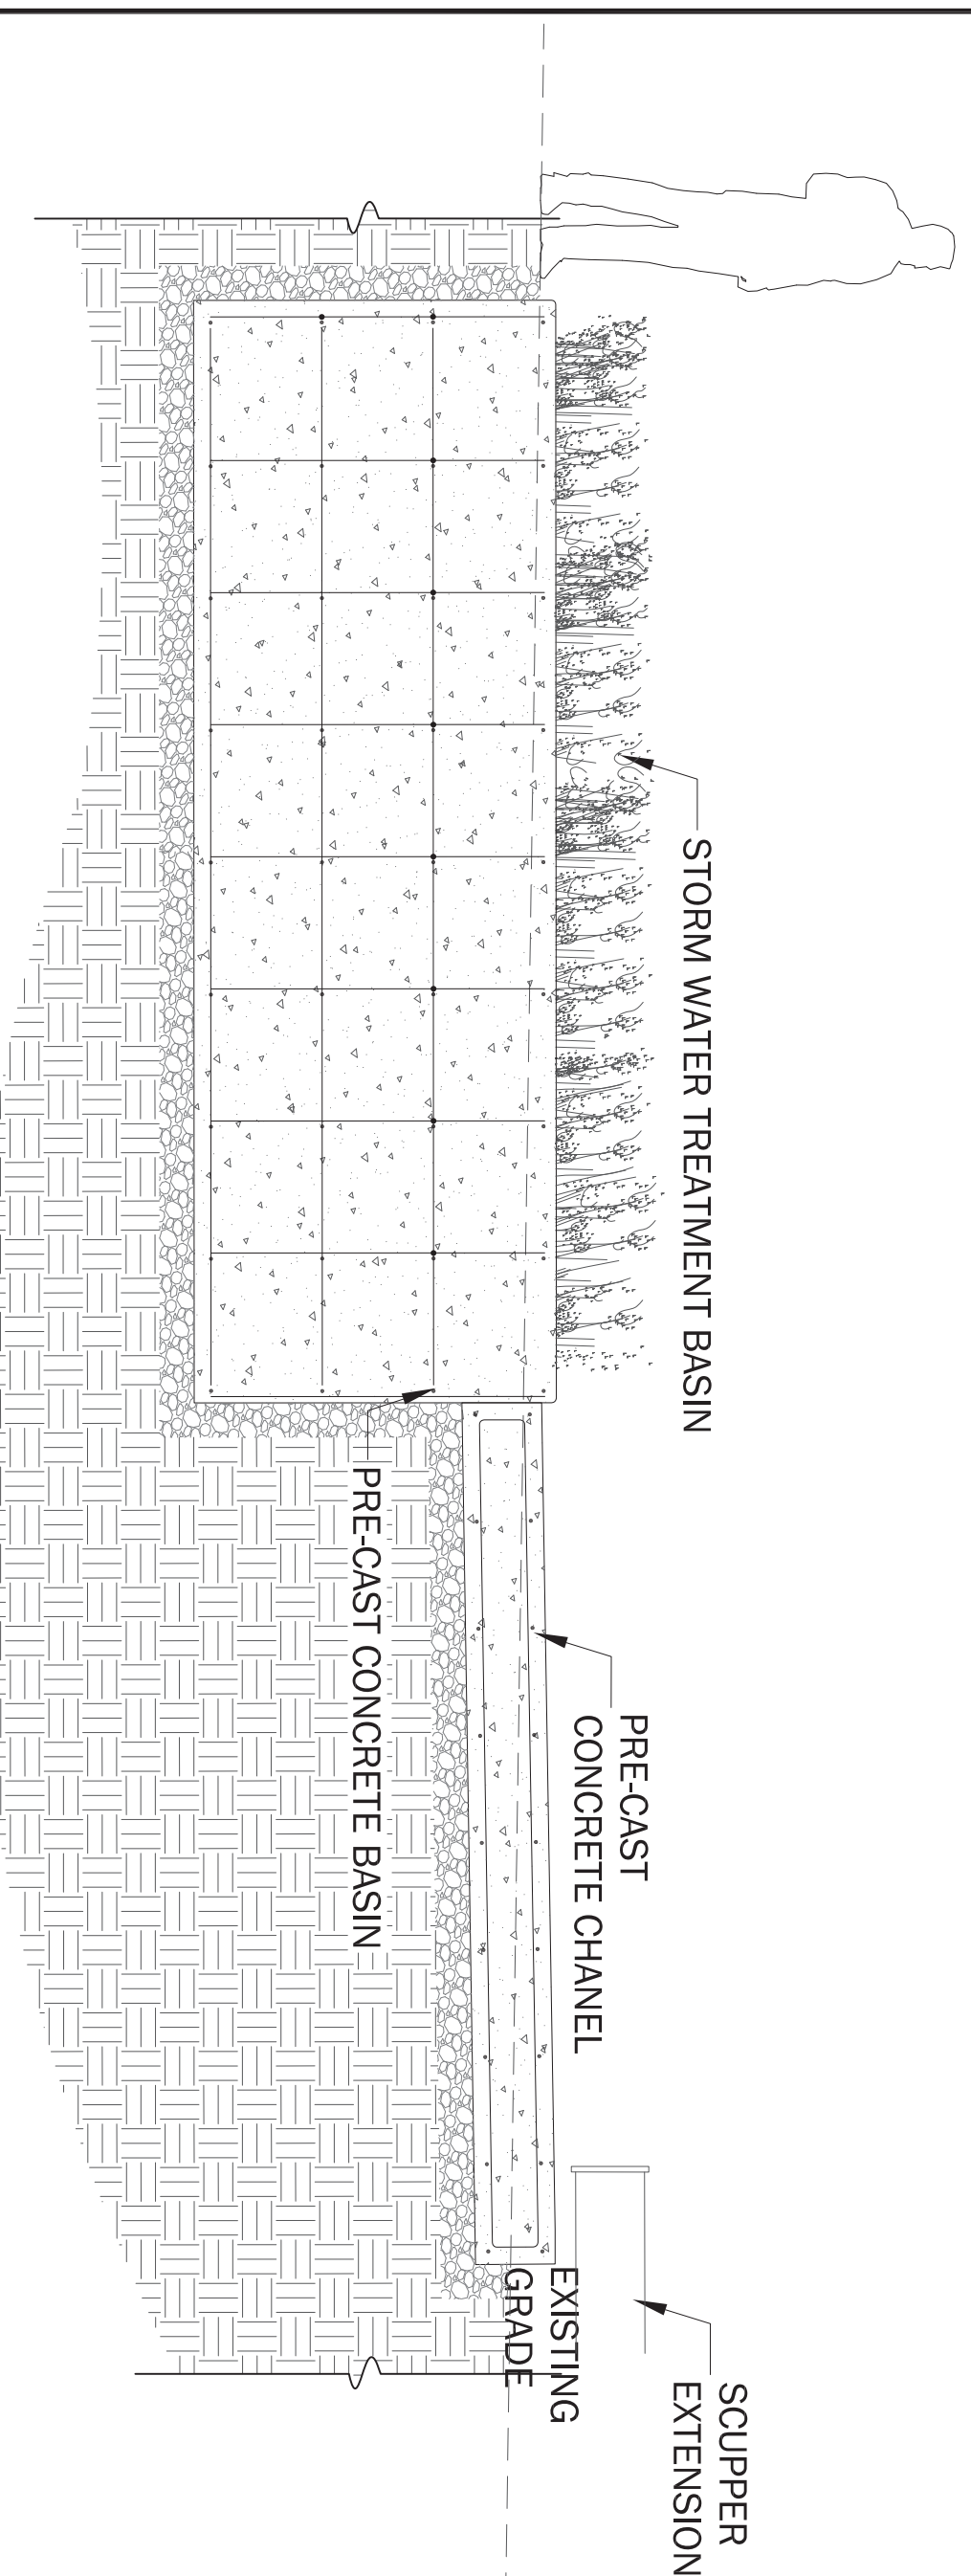 STORM WATER TREATMENT BASIN
PRE-CAST CONCRETE BASIN
PRE-CAST
CONCRETE CHANEL
EXISTING
GRADE
SCUPPER
EXTENSION